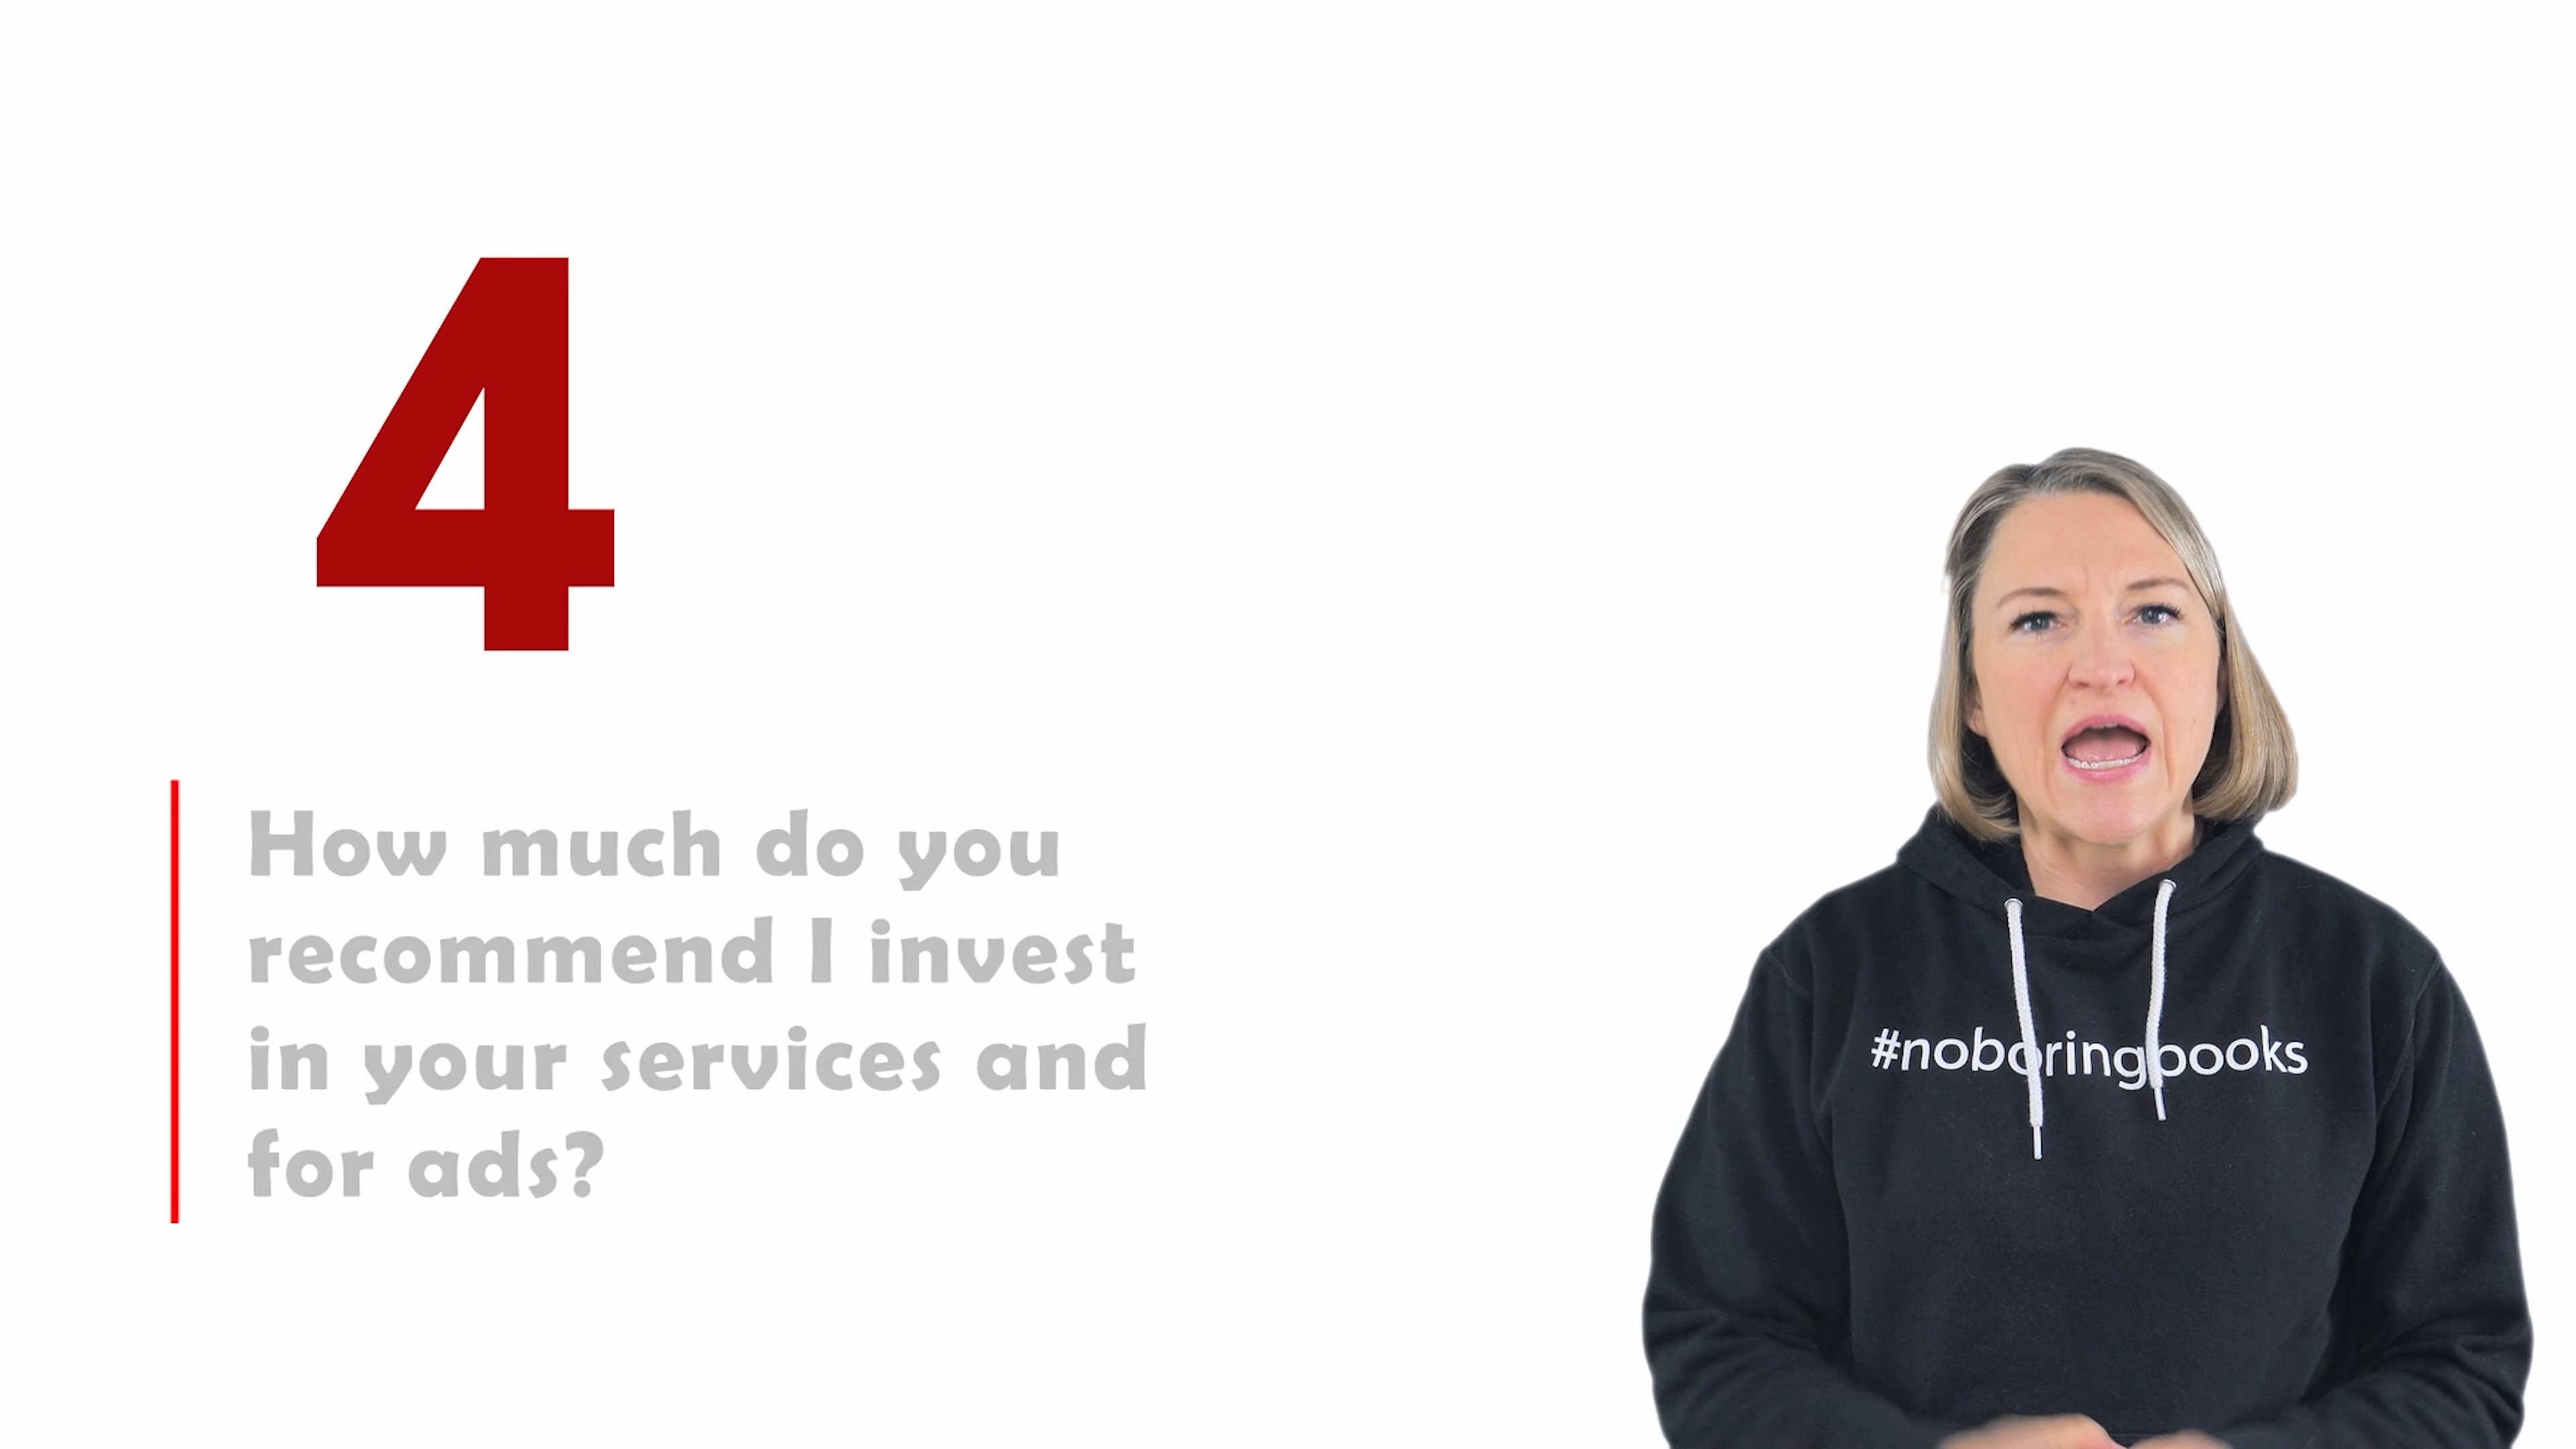 4
How much do you
recommend I invest
in your services and
for ads?
#noboringbooks